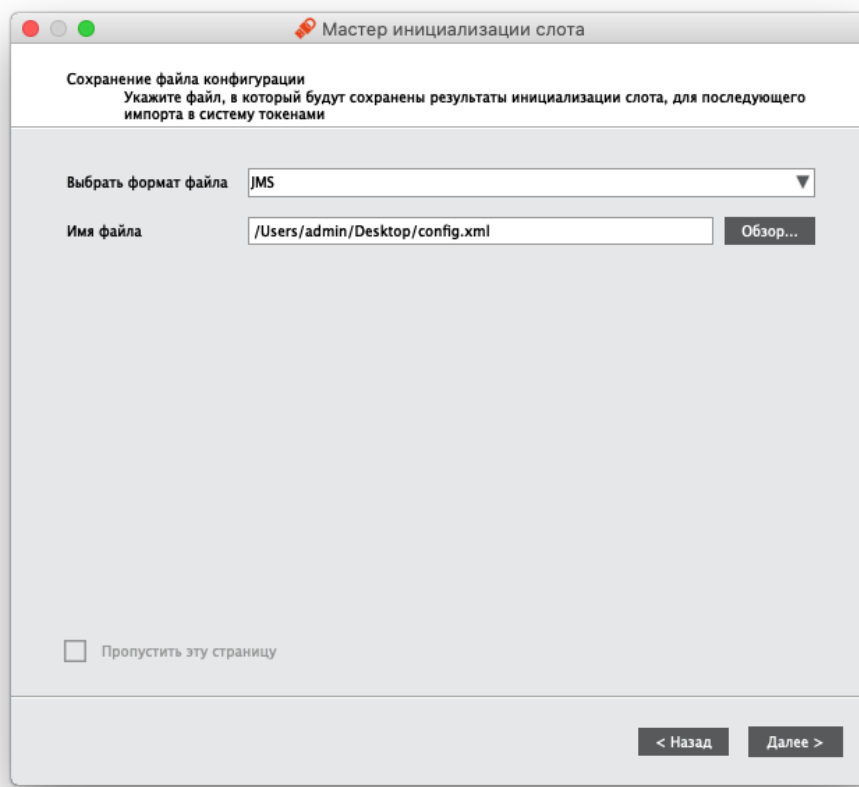 Мастер инициализации слота
Сохранение файла конфигурации
Укажите файл, в который будут сохранены результаты инициализации слота, для последующего
импорта в систему токенами
Выбрать формат файла JMS
Имя файла /Users/admin/Desktop/config.xml Обзор...
Пропустить эту страницу
< Назад Далее >